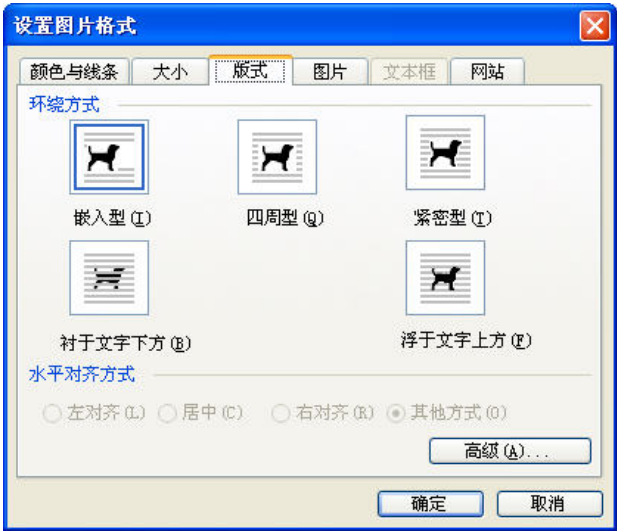 设置图片格式
颜色与线条 大小 版式 图片 文本框 网站
环绕方式
嵌入型(I) 四周型(Q) 紧密型(T)
衬于文字下方(B) 浮于文字上方(F)
水平对齐方式
左对齐(L) 居中(C) 右对齐(R) 其他方式(O)
高级(A)...
确定 取消